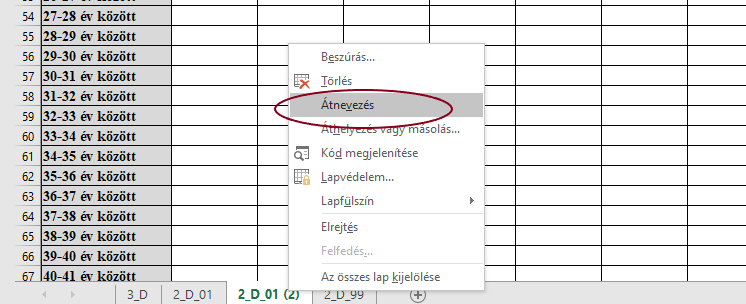 54 27-28 év között
55 28-29 év között
56 29-30 év között
57 30-31 év között
58 31-32 év között
59 32-33 év között
60 33-34 év között
61 34-35 év között
62 35-36 év között
63 36-37 év között
64 37-38 év között
65 38-39 év között
66 39-40 év között
67 40-41 év között
Beszúrás...
Törlés
Átnevezés
Áthelyezés vagy másolás...
Kód megjelenítése
Lapvédelem...
Lapfülszín
Elrejtés
Felfedés...
Az összes lap kijelölése
3_D 2_D_01 2_D_01 (2) 2_D_99